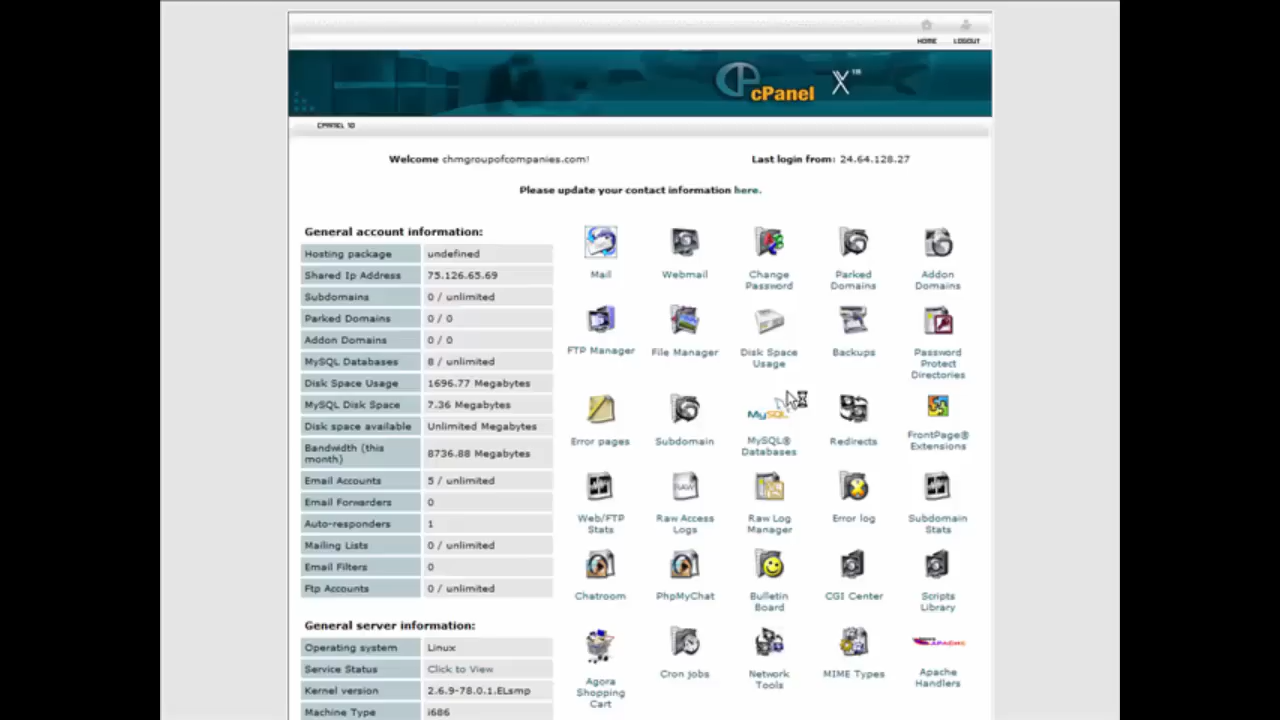 HOME LOGOUT
cPanel X™
CPANEL 10
Welcome chmgroupofcompanies.com!
Last login from: 24.64.128.27
Please update your contact information here.
General account information:
Hosting package undefined
Shared Ip Address 75.126.65.69
Subdomains 0 / unlimited
Parked Domains 0 / 0
Addon Domains 0 / 0
MySQL Databases 8 / unlimited
Disk Space Usage 1696.77 Megabytes
MySQL Disk Space 7.36 Megabytes
Disk space available Unlimited Megabytes
Bandwidth (this
month) 8736.88 Megabytes
Email Accounts 5 / unlimited
Email Forwarders 0
Auto-responders 1
Mailing Lists 0 / unlimited
Email Filters 0
Ftp Accounts 0 / unlimited
General server information:
Operating system Linux
Service Status Click to View
Kernel version 2.6.9-78.0.1.ELsmp
Machine Type i686
Mail
Webmail
Change
Password
Parked
Domains
Addon
Domains
FTP Manager
File Manager
Disk Space
Usage
Backups
Password
Protect
Directories
Error pages
Subdomain
MySQL
MySQL®
Databases
Redirects
FrontPage®
Extensions
Web/FTP
Stats
RAW
Raw Access
Logs
Raw Log
Manager
Error log
Subdomain
Stats
Chatroom
PhpMyChat
Bulletin
Board
CGI Center
Scripts
Library
Agora
Shopping
Cart
Cron jobs
Network
Tools
MIME Types
APACHE
Apache
Handlers